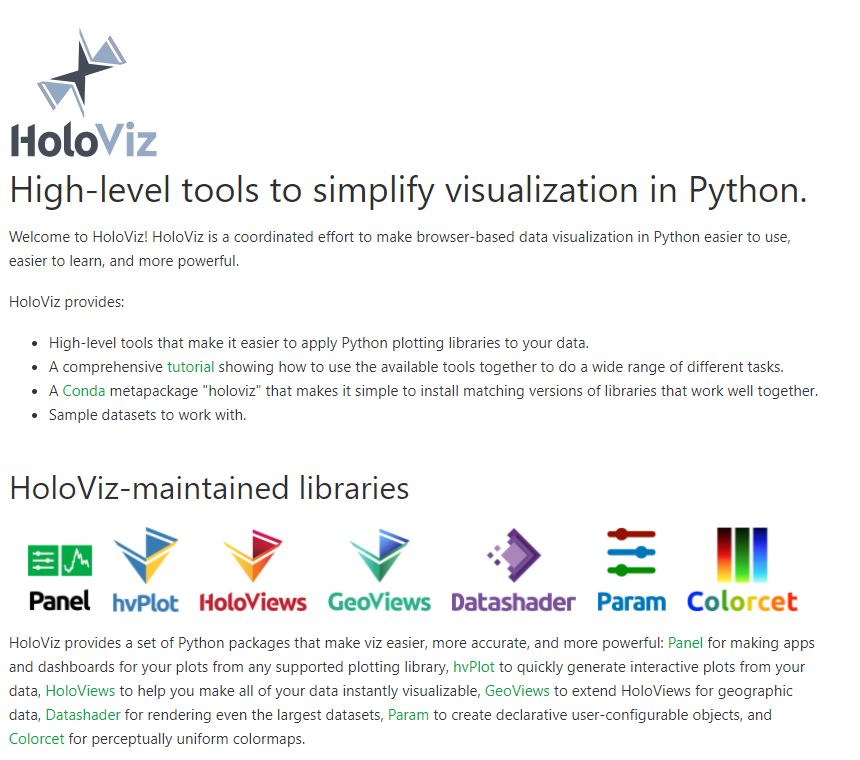 HoloViz
High-level tools to simplify visualization in Python.
Welcome to HoloViz! HoloViz is a coordinated effort to make browser-based data visualization in Python easier to use,
easier to learn, and more powerful.
HoloViz provides:
• High-level tools that make it easier to apply Python plotting libraries to your data.
• A comprehensive tutorial showing how to use the available tools together to do a wide range of different tasks.
• A Conda metapackage "holoviz" that makes it simple to install matching versions of libraries that work well together.
• Sample datasets to work with.
HoloViz-maintained libraries
Panel hvPlot HoloViews GeoViews Datashader Param Colorcet
HoloViz provides a set of Python packages that make viz easier, more accurate, and more powerful: Panel for making apps
and dashboards for your plots from any supported plotting library, hvPlot to quickly generate interactive plots from your
data, HoloViews to help you make all of your data instantly visualizable, GeoViews to extend HoloViews for geographic
data, Datashader for rendering even the largest datasets, Param to create declarative user-configurable objects, and
Colorcet for perceptually uniform colormaps.